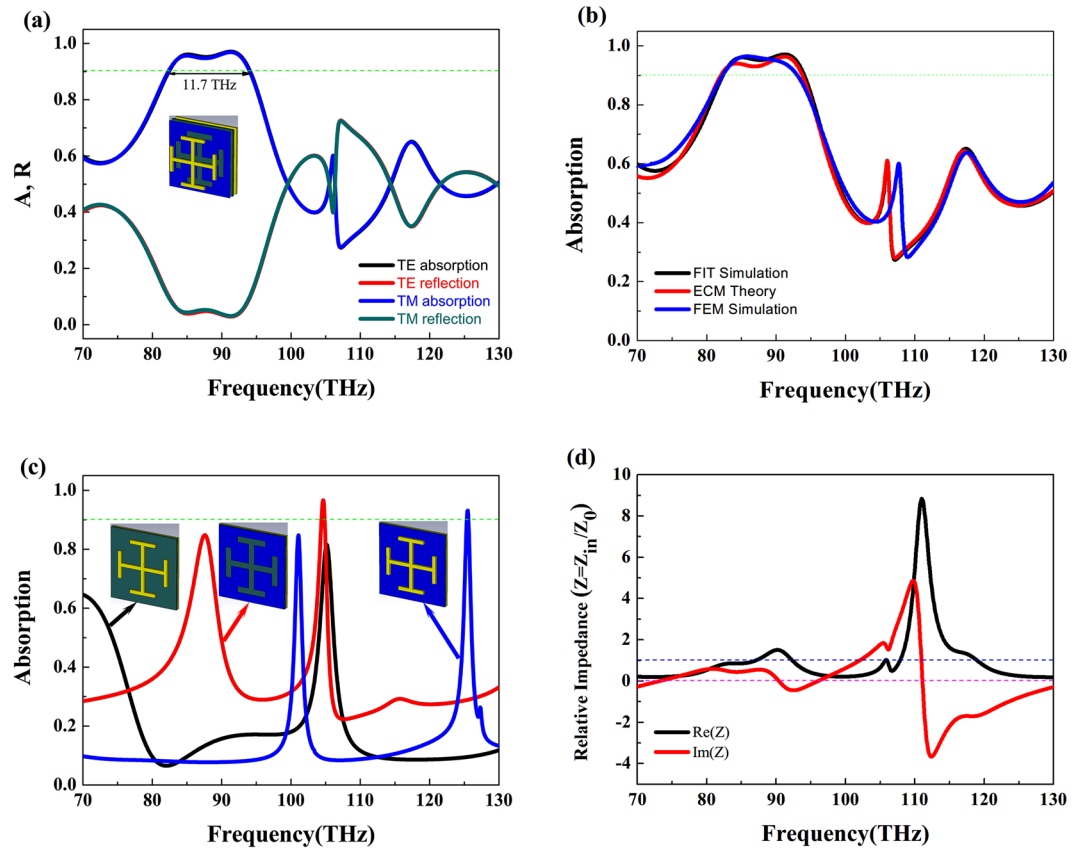 (a)
A, R
1.0
0.8
0.6
0.4
0.2
0.0
11.7 THz
TE absorption
TE reflection
TM absorption
TM reflection
70 80 90 100 110 120 130
Frequency(THz)
(b)
Absorption
1.0
0.8
0.6
0.4
0.2
0.0
FIT Simulation
ECM Theory
FEM Simulation
70 80 90 100 110 120 130
Frequency(THz)
(c)
Absorption
1.0
0.8
0.6
0.4
0.2
0.0
70 80 90 100 110 120 130
Frequency(THz)
(d)
Relative Impedance (Z=Z_in/Z_0)
10
8
6
4
2
0
-2
-4
Re(Z)
Im(Z)
70 80 90 100 110 120 130
Frequency(THz)